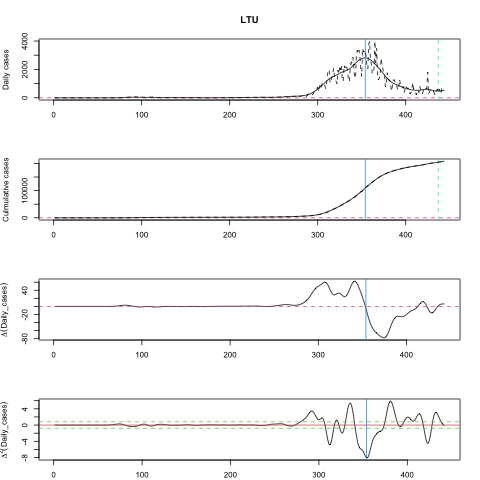 LTU
Daily cases
0 2000 4000
0 100 200 300 400
Culmulative cases
0 100000
0 100 200 300 400
Δ(Daily_cases)
-80 -20 40
0 100 200 300 400
Δ²(Daily_cases)
-8 -4 0 4
0 100 200 300 400